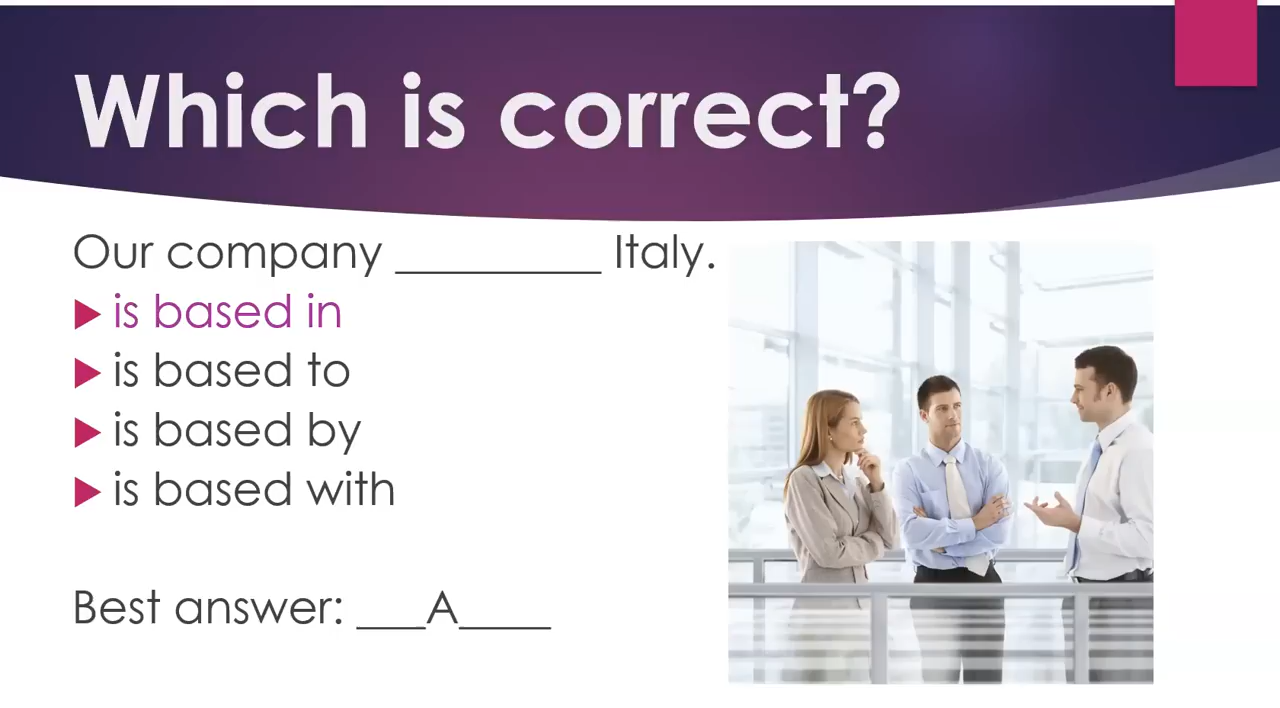 Which is correct?
Our company _________ Italy.
is based in
is based to
is based by
is based with
Best answer: ___A____